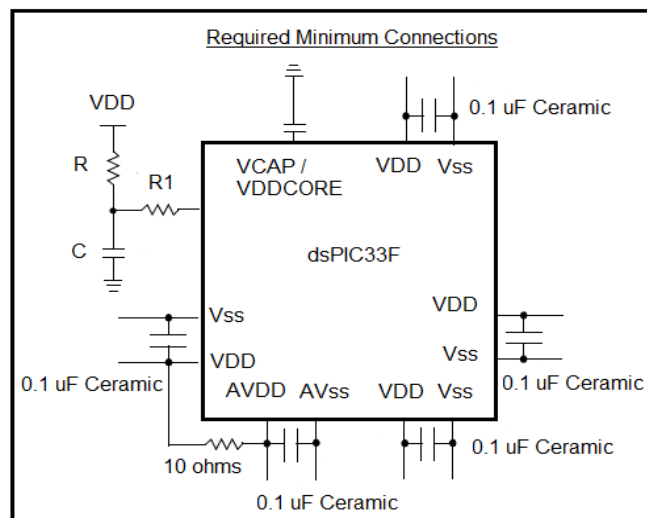 Required Minimum Connections
VDD
0.1 uF Ceramic
R
R1
VCAP /
VDDCORE
VDD Vss
C
dsPIC33F
Vss
VDD
VDD
Vss
0.1 uF Ceramic
0.1 uF Ceramic
AVDD AVss VDD Vss
10 ohms
0.1 uF Ceramic
0.1 uF Ceramic